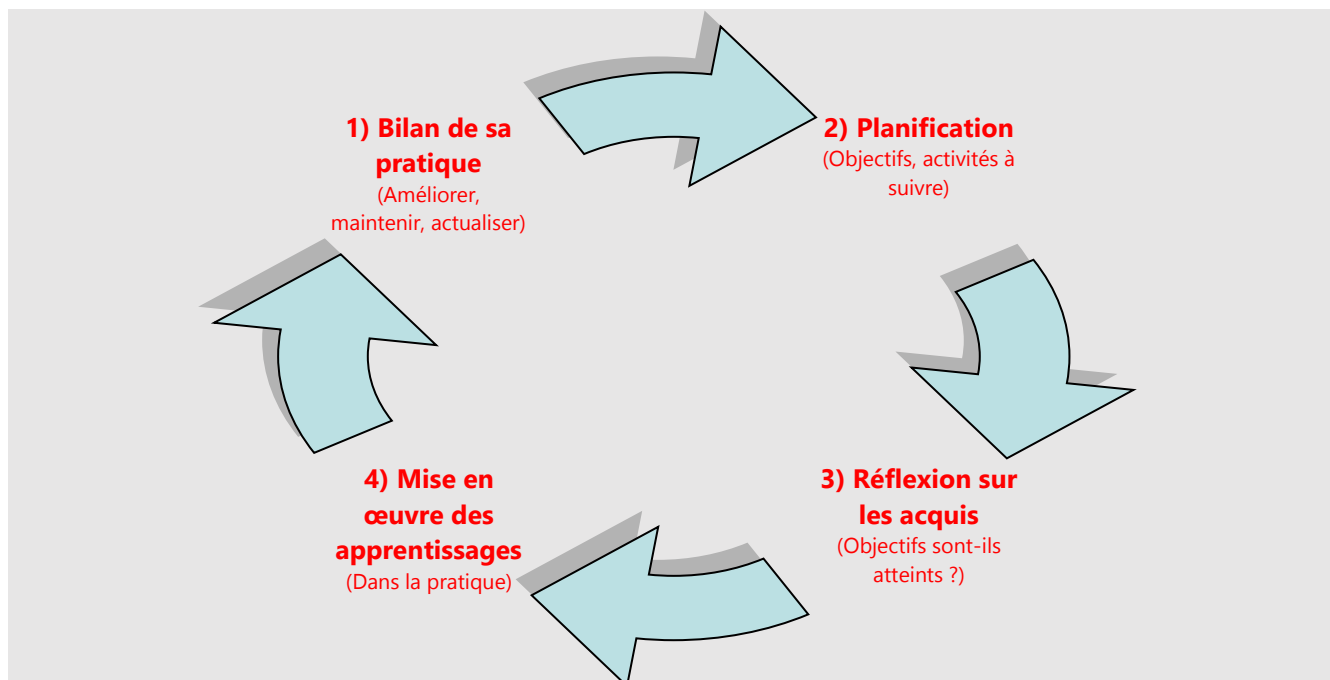 1) Bilan de sa
pratique
(Améliorer,
maintenir, actualiser)
2) Planification
(Objectifs, activités à
suivre)
3) Réflexion sur
les acquis
(Objectifs sont-ils
atteints ?)
4) Mise en
œuvre des
apprentissages
(Dans la pratique)